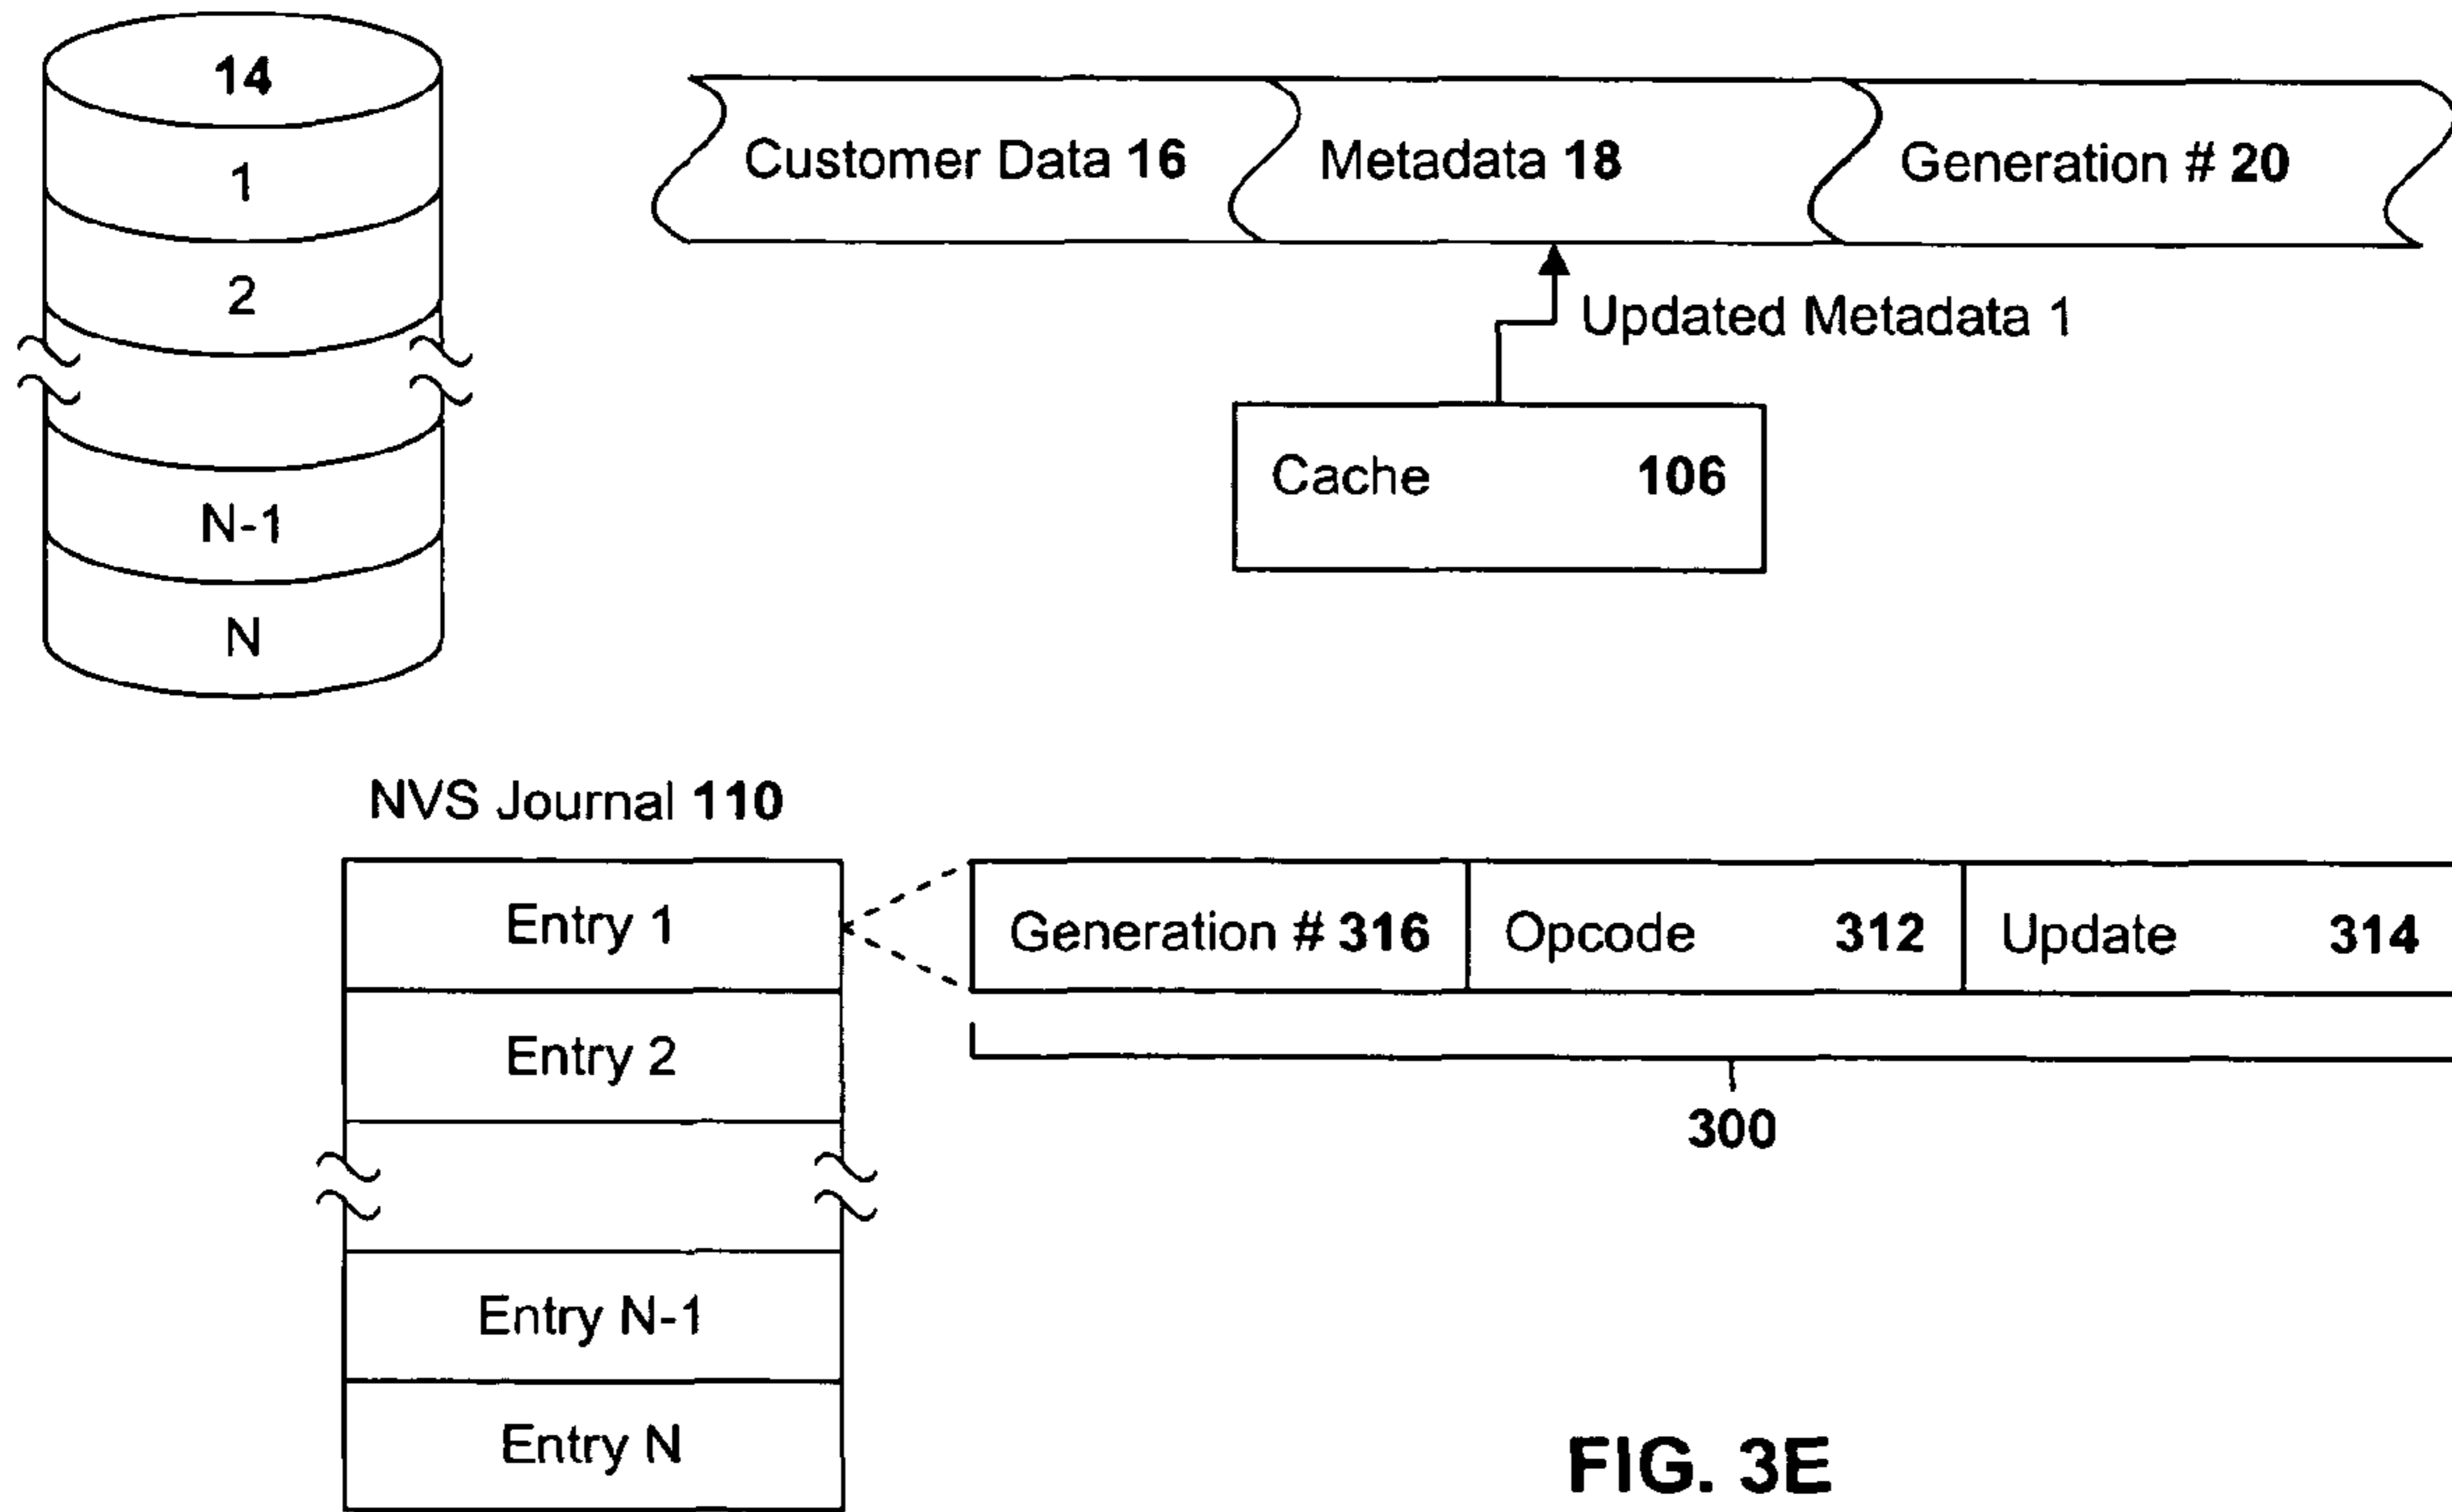 14
1
2
N-1
N
Customer Data 16
Metadata 18
Generation # 20
Updated Metadata 1
Cache 106
NVS Journal 110
Entry 1
Entry 2
Entry N-1
Entry N
Generation # 316
Opcode 312
Update 314
300
FIG. 3E